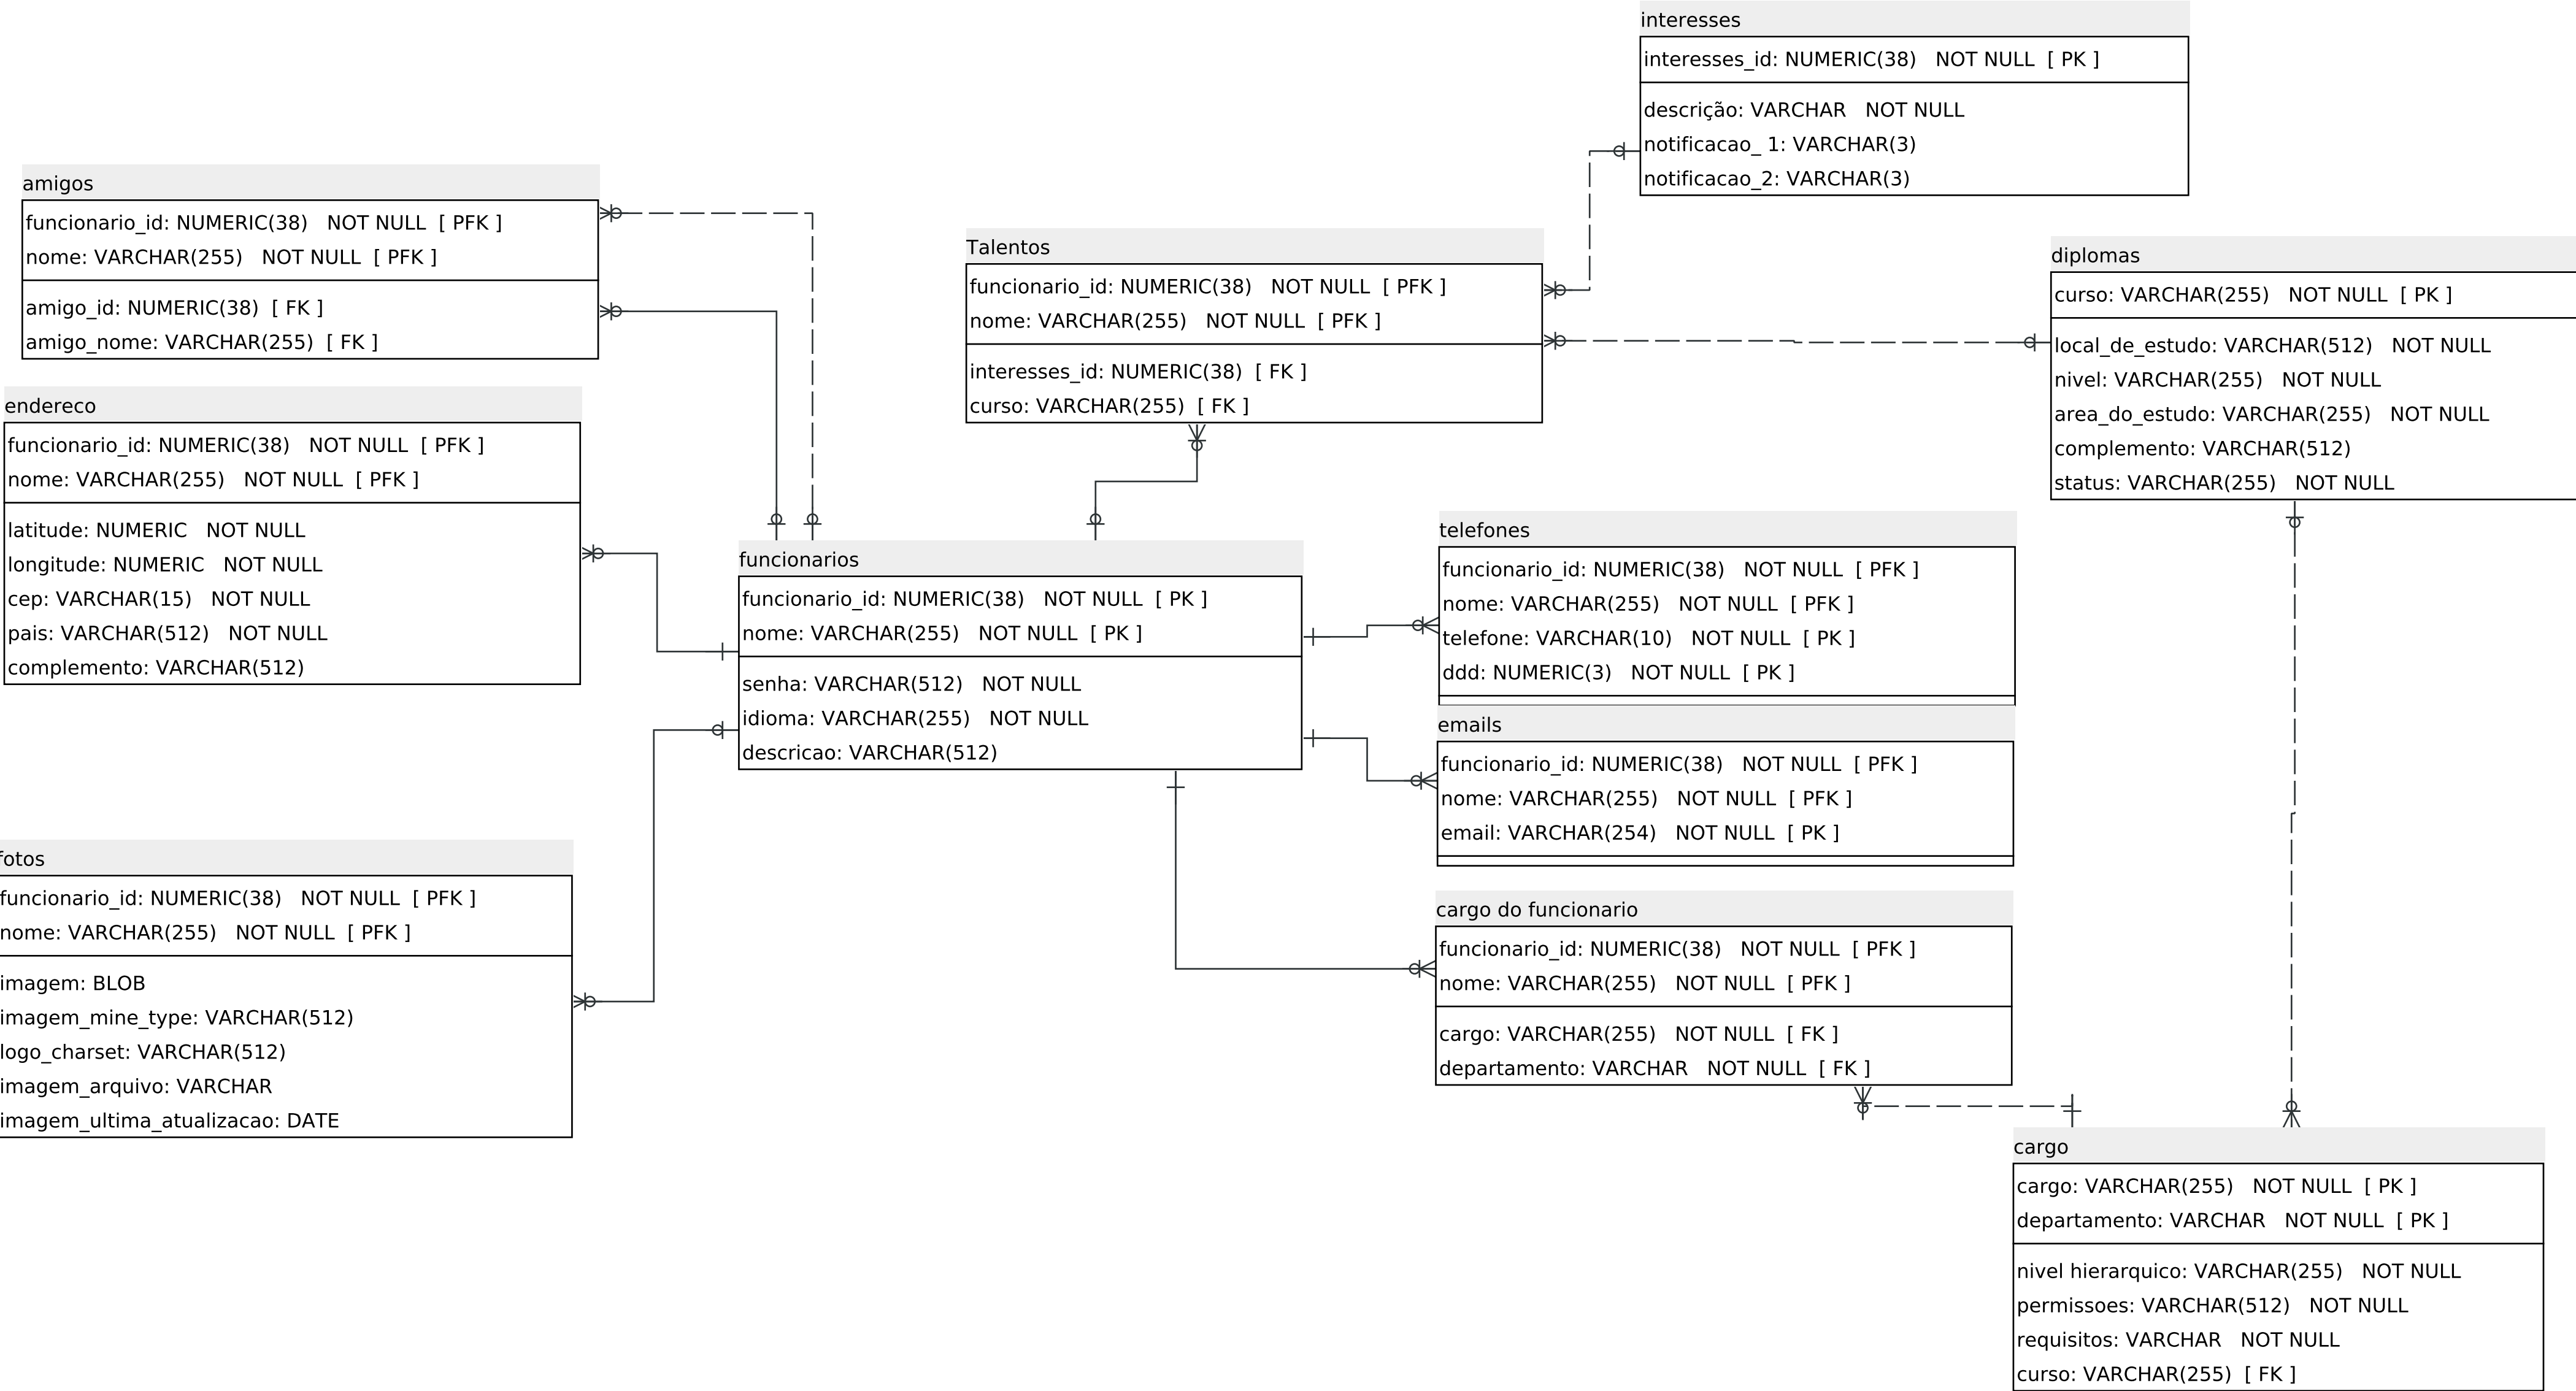 interesses
interesses_id: NUMERIC(38) NOT NULL [ PK ]
descrição: VARCHAR NOT NULL
notificacao_ 1: VARCHAR(3)
notificacao_2: VARCHAR(3)
amigos
funcionario_id: NUMERIC(38) NOT NULL [ PFK ]
nome: VARCHAR(255) NOT NULL [ PFK ]
amigo_id: NUMERIC(38) [ FK ]
amigo_nome: VARCHAR(255) [ FK ]
Talentos
funcionario_id: NUMERIC(38) NOT NULL [ PFK ]
nome: VARCHAR(255) NOT NULL [ PFK ]
interesses_id: NUMERIC(38) [ FK ]
curso: VARCHAR(255) [ FK ]
diplomas
curso: VARCHAR(255) NOT NULL [ PK ]
local_de_estudo: VARCHAR(512) NOT NULL
nivel: VARCHAR(255) NOT NULL
area_do_estudo: VARCHAR(255) NOT NULL
complemento: VARCHAR(512)
status: VARCHAR(255) NOT NULL
endereco
funcionario_id: NUMERIC(38) NOT NULL [ PFK ]
nome: VARCHAR(255) NOT NULL [ PFK ]
latitude: NUMERIC NOT NULL
longitude: NUMERIC NOT NULL
cep: VARCHAR(15) NOT NULL
pais: VARCHAR(512) NOT NULL
complemento: VARCHAR(512)
funcionarios
funcionario_id: NUMERIC(38) NOT NULL [ PK ]
nome: VARCHAR(255) NOT NULL [ PK ]
senha: VARCHAR(512) NOT NULL
idioma: VARCHAR(255) NOT NULL
descricao: VARCHAR(512)
telefones
funcionario_id: NUMERIC(38) NOT NULL [ PFK ]
nome: VARCHAR(255) NOT NULL [ PFK ]
telefone: VARCHAR(10) NOT NULL [ PK ]
ddd: NUMERIC(3) NOT NULL [ PK ]
emails
funcionario_id: NUMERIC(38) NOT NULL [ PFK ]
nome: VARCHAR(255) NOT NULL [ PFK ]
email: VARCHAR(254) NOT NULL [ PK ]
fotos
funcionario_id: NUMERIC(38) NOT NULL [ PFK ]
nome: VARCHAR(255) NOT NULL [ PFK ]
imagem: BLOB
imagem_mine_type: VARCHAR(512)
logo_charset: VARCHAR(512)
imagem_arquivo: VARCHAR
imagem_ultima_atualizacao: DATE
cargo do funcionario
funcionario_id: NUMERIC(38) NOT NULL [ PFK ]
nome: VARCHAR(255) NOT NULL [ PFK ]
cargo: VARCHAR(255) NOT NULL [ FK ]
departamento: VARCHAR NOT NULL [ FK ]
cargo
cargo: VARCHAR(255) NOT NULL [ PK ]
departamento: VARCHAR NOT NULL [ PK ]
nivel hierarquico: VARCHAR(255) NOT NULL
permissoes: VARCHAR(512) NOT NULL
requisitos: VARCHAR NOT NULL
curso: VARCHAR(255) [ FK ]